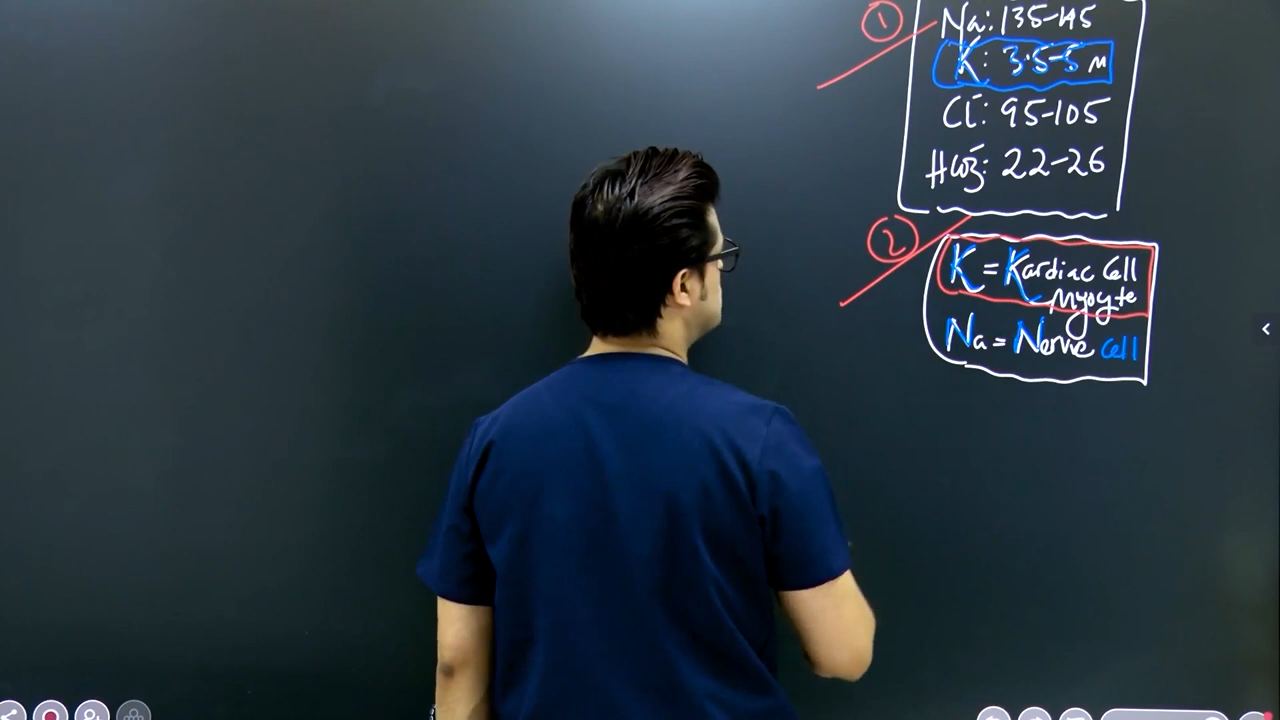 ①
Na: 135-145
K: 3.5-5 M
Cl⁻: 95-105
HCO₃⁻: 22-26
②
K = Kardiac Cell
Myocyte
Na = Nerve Cell